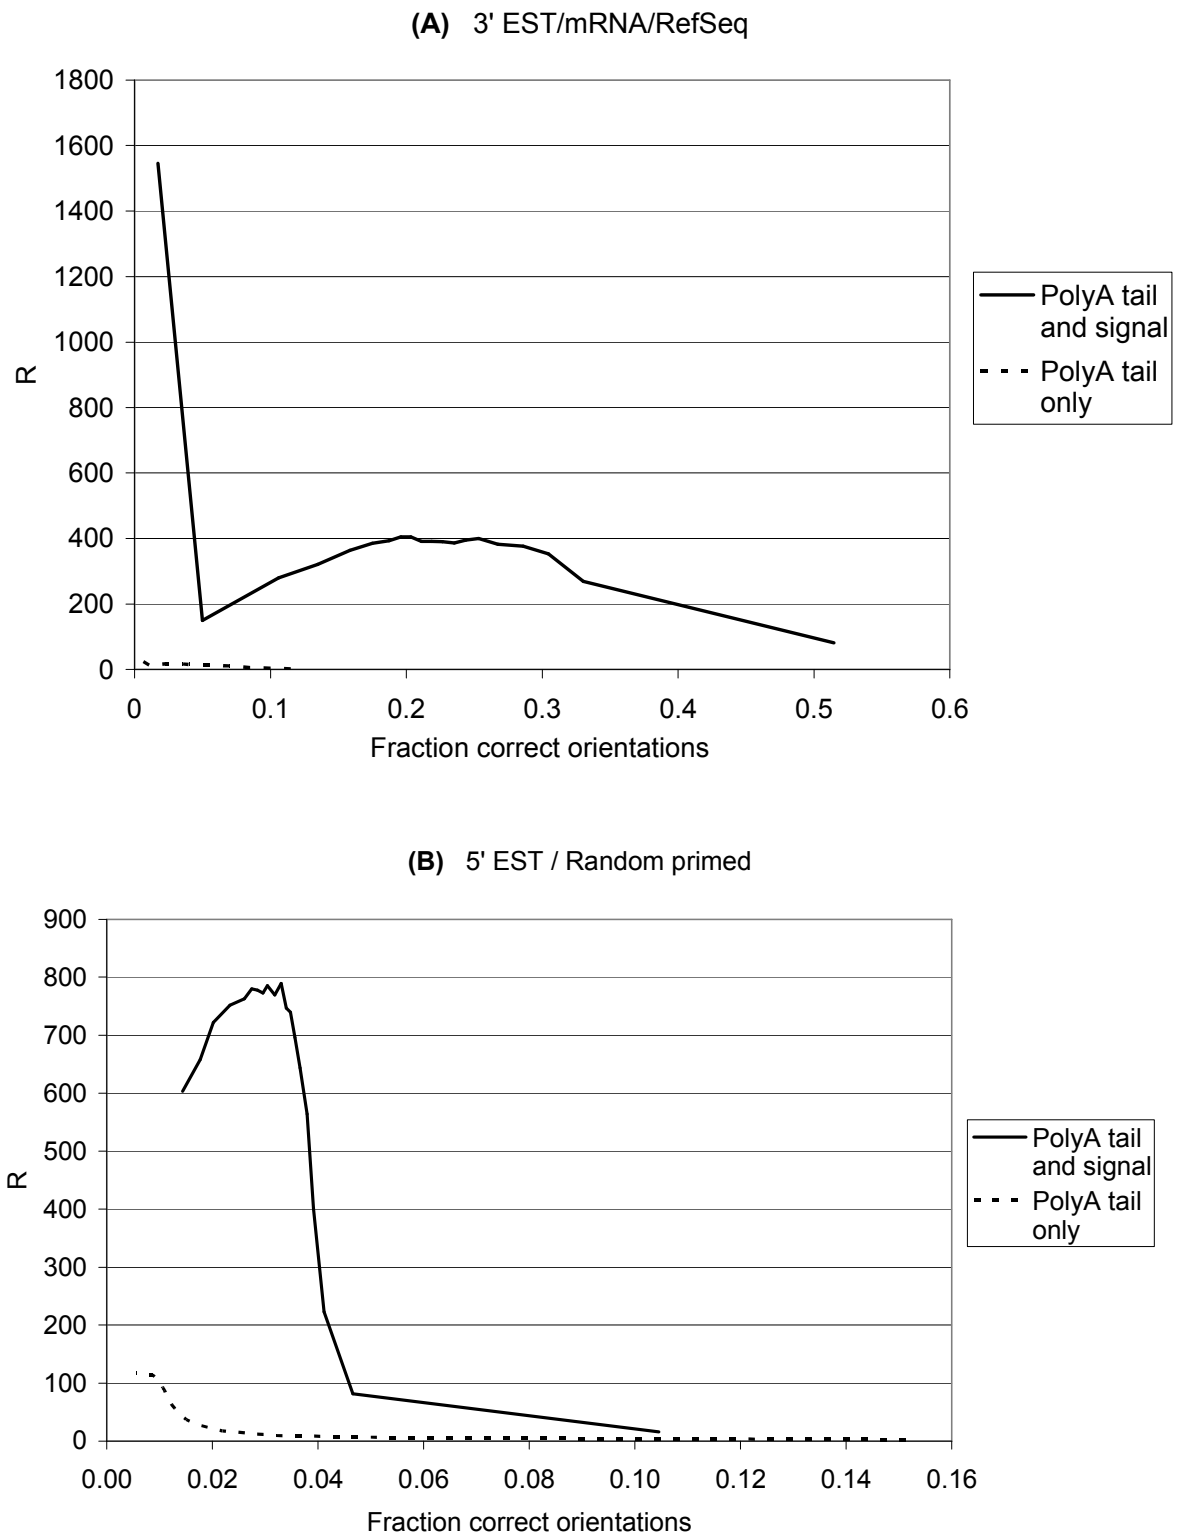 (A) 3' EST/mRNA/RefSeq
1800
1600
1400
1200
1000
800
600
400
200
0
R
0 0.1 0.2 0.3 0.4 0.5 0.6
Fraction correct orientations
PolyA tail
and signal
PolyA tail
only
(B) 5' EST / Random primed
900
800
700
600
500
400
300
200
100
0
R
0.00 0.02 0.04 0.06 0.08 0.10 0.12 0.14 0.16
Fraction correct orientations
PolyA tail
and signal
PolyA tail
only